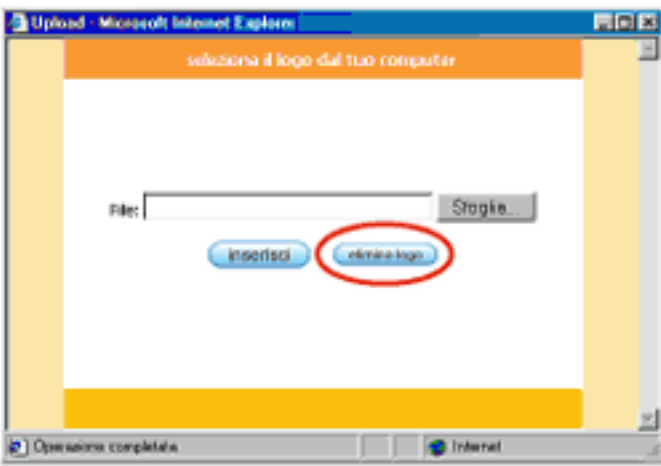 Upload - Microsoft Internet Explorer
seleziona il logo dal tuo computer
File:
Sfoglia...
inserisci
elimina logo
Operazione completata
Internet